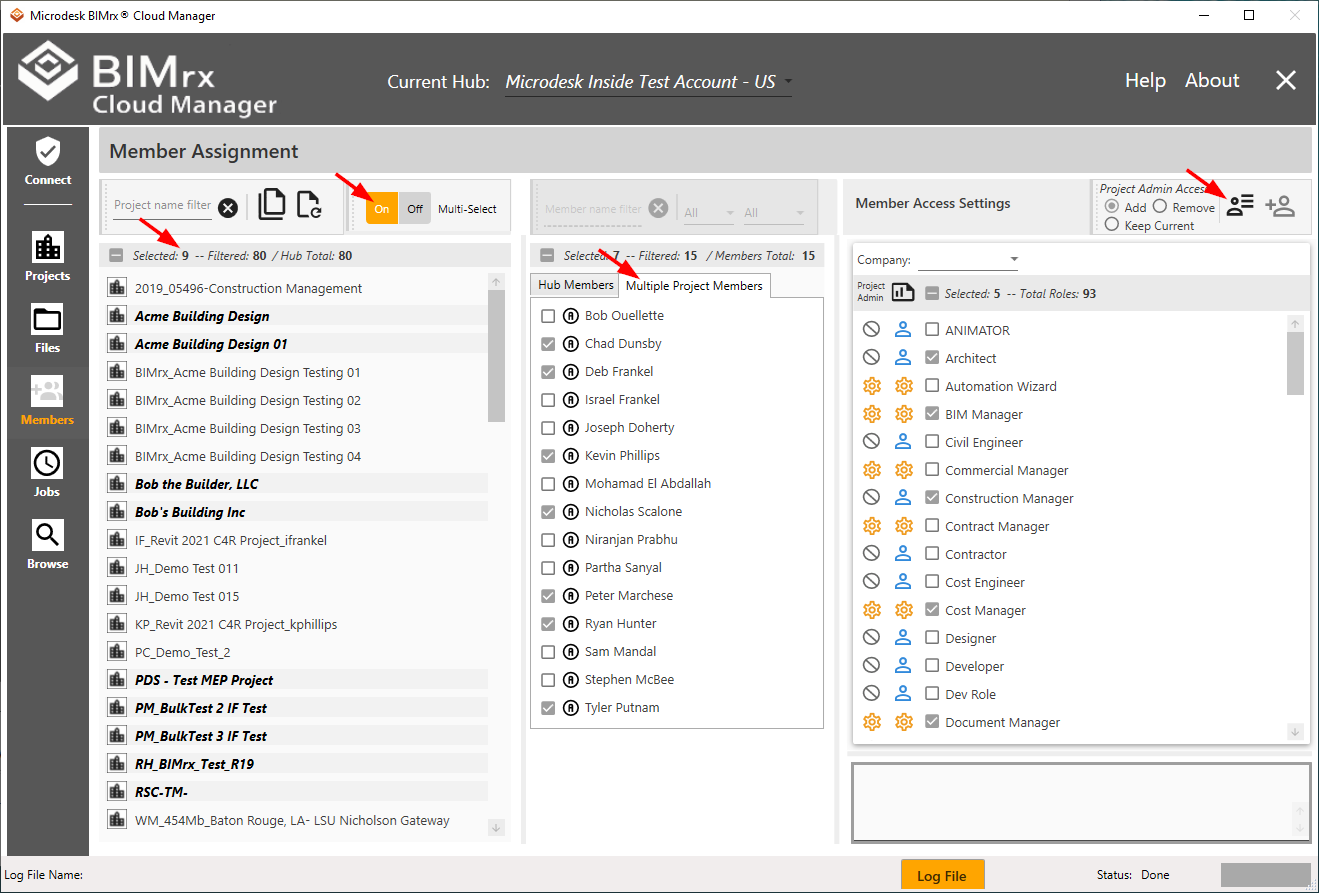 Microdesk BIMrx® Cloud Manager
BIMrx
Cloud Manager
Current Hub: Microdesk Inside Test Account - US
Help About
Connect
Projects
Files
Members
Jobs
Browse
Member Assignment
Project name filter
On Off Multi-Select
Selected: 9 -- Filtered: 80 / Hub Total: 80
2019_05496-Construction Management
Acme Building Design
Acme Building Design 01
BIMrx_Acme Building Design Testing 01
BIMrx_Acme Building Design Testing 02
BIMrx_Acme Building Design Testing 03
BIMrx_Acme Building Design Testing 04
Bob the Builder, LLC
Bob's Building Inc
IF_Revit 2021 C4R Project_ifrankel
JH_Demo Test 011
JH_Demo Test 015
KP_Revit 2021 C4R Project_kphillips
PC_Demo_Test_2
PDS - Test MEP Project
PM_BulkTest 2 IF Test
PM_BulkTest 3 IF Test
RH_BIMrx_Test_R19
RSC-TM-
WM_454Mb_Baton Rouge, LA- LSU Nicholson Gateway
Member name filter All All
Selected: 7 -- Filtered: 15 / Members Total: 15
Hub Members Multiple Project Members
R Bob Ouellette
R Chad Dunsby
R Deb Frankel
R Israel Frankel
R Joseph Doherty
R Kevin Phillips
R Mohamad El Abdallah
R Nicholas Scalone
R Niranjan Prabhu
R Partha Sanyal
R Peter Marchese
R Ryan Hunter
R Sam Mandal
R Stephen McBee
R Tyler Putnam
Member Access Settings
Project Admin Access
Add Remove
Keep Current
Company:
Project
Admin
Selected: 5 -- Total Roles: 93
ANIMATOR
Architect
Automation Wizard
BIM Manager
Civil Engineer
Commercial Manager
Construction Manager
Contract Manager
Contractor
Cost Engineer
Cost Manager
Designer
Developer
Dev Role
Document Manager
Log File Name:
Log File
Status: Done